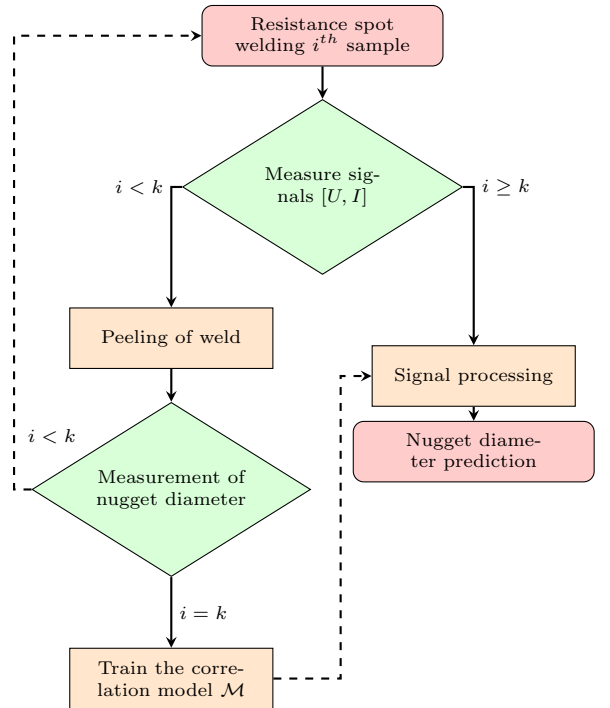 Resistance spot
welding i^{th} sample
Measure sig-
nals [U, I]
i < k
i ≥ k
Peeling of weld
Signal processing
i < k
Nugget diame-
ter prediction
Measurement of
nugget diameter
i = k
Train the corre-
lation model ℳ